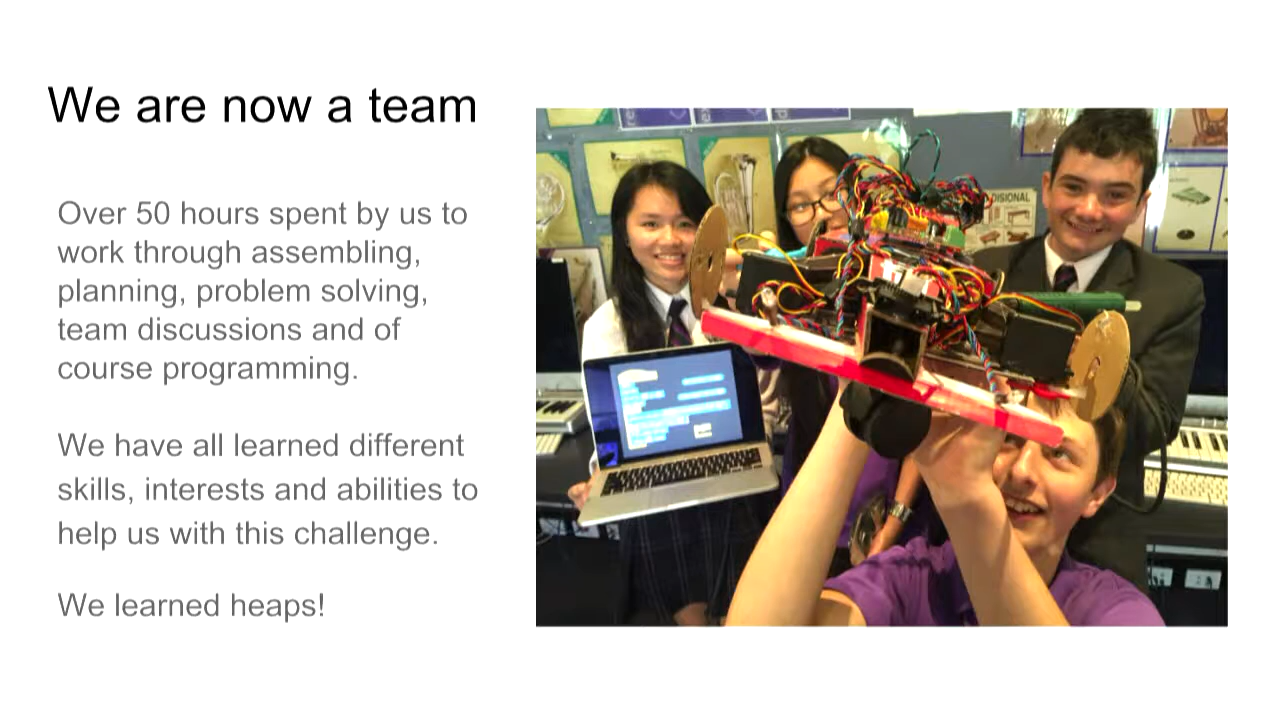 We are now a team
Over 50 hours spent by us to
work through assembling,
planning, problem solving,
team discussions and of
course programming.
We have all learned different
skills, interests and abilities to
help us with this challenge.
We learned heaps!